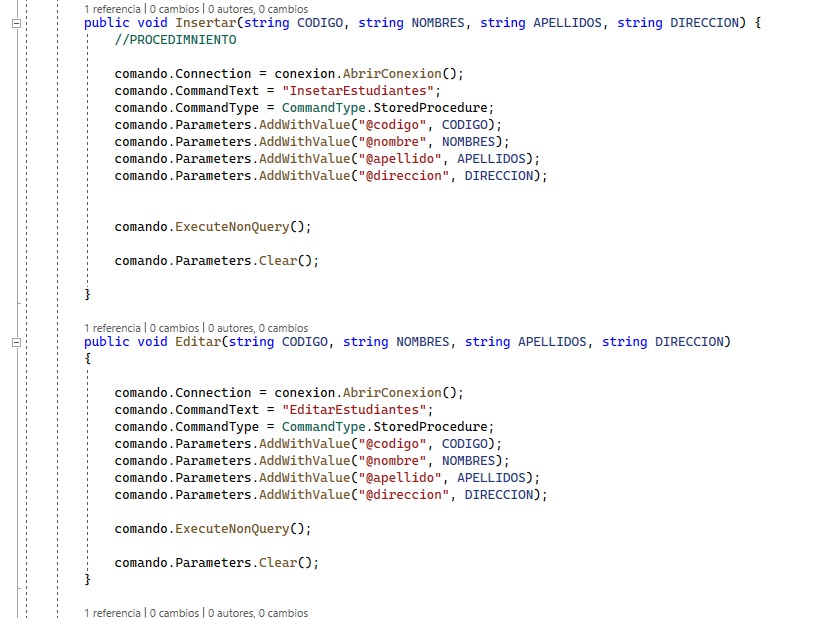 1 referencia | 0 cambios | 0 autores, 0 cambios
public void Insertar(string CODIGO, string NOMBRES, string APELLIDOS, string DIRECCION) {
//PROCEDIMNIENTO
comando.Connection = conexion.AbrirConexion();
comando.CommandText = "InsetarEstudiantes";
comando.CommandType = CommandType.StoredProcedure;
comando.Parameters.AddWithValue("@codigo", CODIGO);
comando.Parameters.AddWithValue("@nombre", NOMBRES);
comando.Parameters.AddWithValue("@apellido", APELLIDOS);
comando.Parameters.AddWithValue("@direccion", DIRECCION);
comando.ExecuteNonQuery();
comando.Parameters.Clear();
}
1 referencia | 0 cambios | 0 autores, 0 cambios
public void Editar(string CODIGO, string NOMBRES, string APELLIDOS, string DIRECCION)
{
comando.Connection = conexion.AbrirConexion();
comando.CommandText = "EditarEstudiantes";
comando.CommandType = CommandType.StoredProcedure;
comando.Parameters.AddWithValue("@codigo", CODIGO);
comando.Parameters.AddWithValue("@nombre", NOMBRES);
comando.Parameters.AddWithValue("@apellido", APELLIDOS);
comando.Parameters.AddWithValue("@direccion", DIRECCION);
comando.ExecuteNonQuery();
comando.Parameters.Clear();
}
1 referencia | 0 cambios | 0 autores, 0 cambios